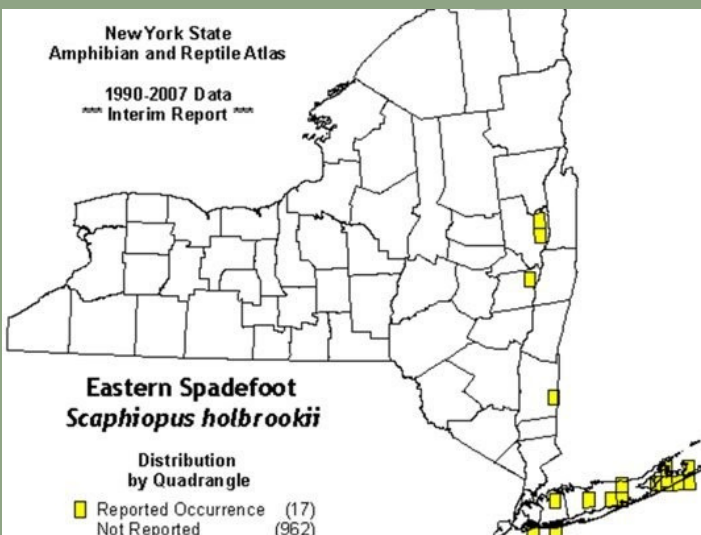 New York State
Amphibian and Reptile Atlas
1990-2007 Data
*** Interim Report ***
Eastern Spadefoot
Scaphiopus holbrookii
Distribution
by Quadrangle
Reported Occurrence (17)
Not Reported (962)